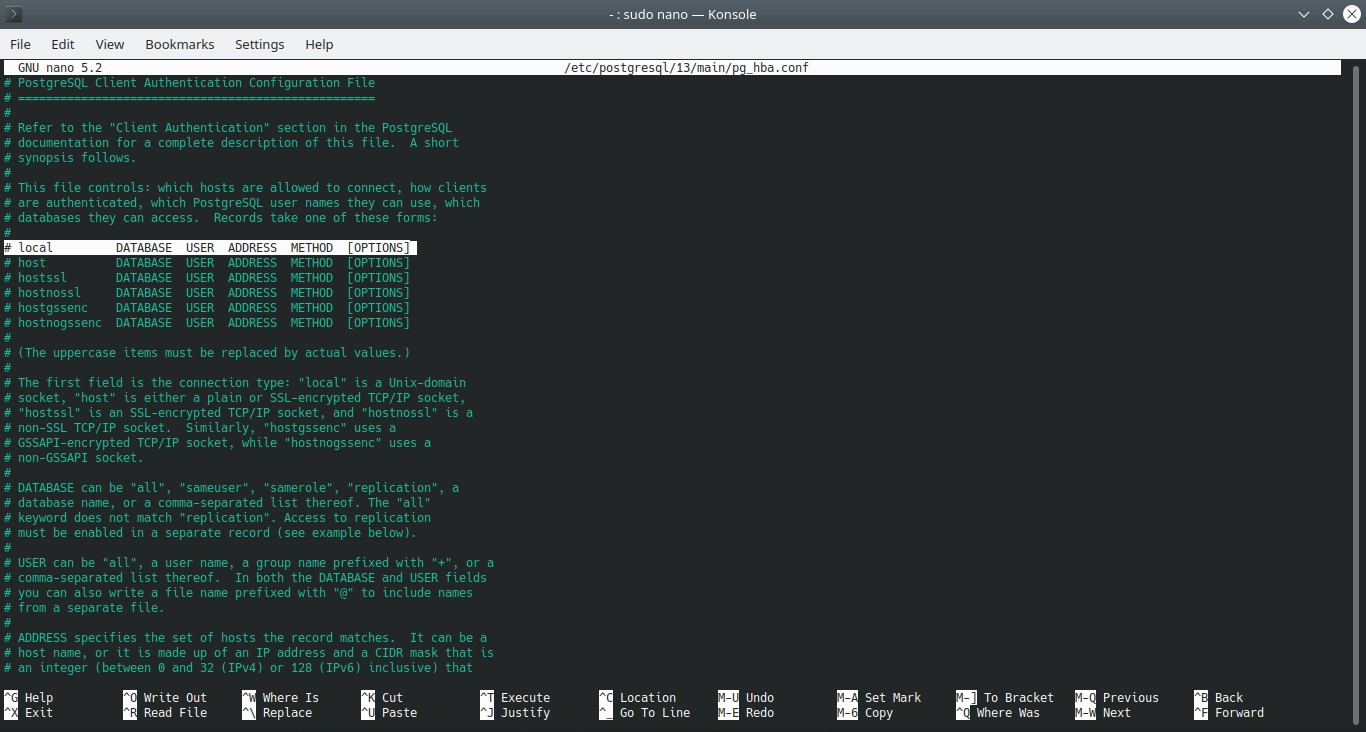 - : sudo nano — Konsole
File Edit View Bookmarks Settings Help
GNU nano 5.2 /etc/postgresql/13/main/pg_hba.conf
# PostgreSQL Client Authentication Configuration File
# ===================================================
#
# Refer to the "Client Authentication" section in the PostgreSQL
# documentation for a complete description of this file.  A short
# synopsis follows.
#
# This file controls: which hosts are allowed to connect, how clients
# are authenticated, which PostgreSQL user names they can use, which
# databases they can access.  Records take one of these forms:
#
# local         DATABASE  USER  ADDRESS  METHOD  [OPTIONS]
# host          DATABASE  USER  ADDRESS  METHOD  [OPTIONS]
# hostssl       DATABASE  USER  ADDRESS  METHOD  [OPTIONS]
# hostnossl     DATABASE  USER  ADDRESS  METHOD  [OPTIONS]
# hostgssenc    DATABASE  USER  ADDRESS  METHOD  [OPTIONS]
# hostnogssenc  DATABASE  USER  ADDRESS  METHOD  [OPTIONS]
#
# (The uppercase items must be replaced by actual values.)
#
# The first field is the connection type: "local" is a Unix-domain
# socket, "host" is either a plain or SSL-encrypted TCP/IP socket,
# "hostssl" is an SSL-encrypted TCP/IP socket, and "hostnossl" is a
# non-SSL TCP/IP socket.  Similarly, "hostgssenc" uses a
# GSSAPI-encrypted TCP/IP socket, while "hostnogssenc" uses a
# non-GSSAPI socket.
#
# DATABASE can be "all", "sameuser", "samerole", "replication", a
# database name, or a comma-separated list thereof. The "all"
# keyword does not match "replication". Access to replication
# must be enabled in a separate record (see example below).
#
# USER can be "all", a user name, a group name prefixed with "+", or a
# comma-separated list thereof.  In both the DATABASE and USER fields
# you can also write a file name prefixed with "@" to include names
# from a separate file.
#
# ADDRESS specifies the set of hosts the record matches.  It can be a
# host name, or it is made up of an IP address and a CIDR mask that is
# an integer (between 0 and 32 (IPv4) or 128 (IPv6) inclusive) that
^G Help ^O Write Out ^W Where Is ^K Cut ^T Execute ^C Location M-U Undo M-A Set Mark M-] To Bracket M-Q Previous ^B Back
^X Exit ^R Read File ^\ Replace ^U Paste ^J Justify ^_ Go To Line M-E Redo M-6 Copy ^Q Where Was M-W Next ^F Forward